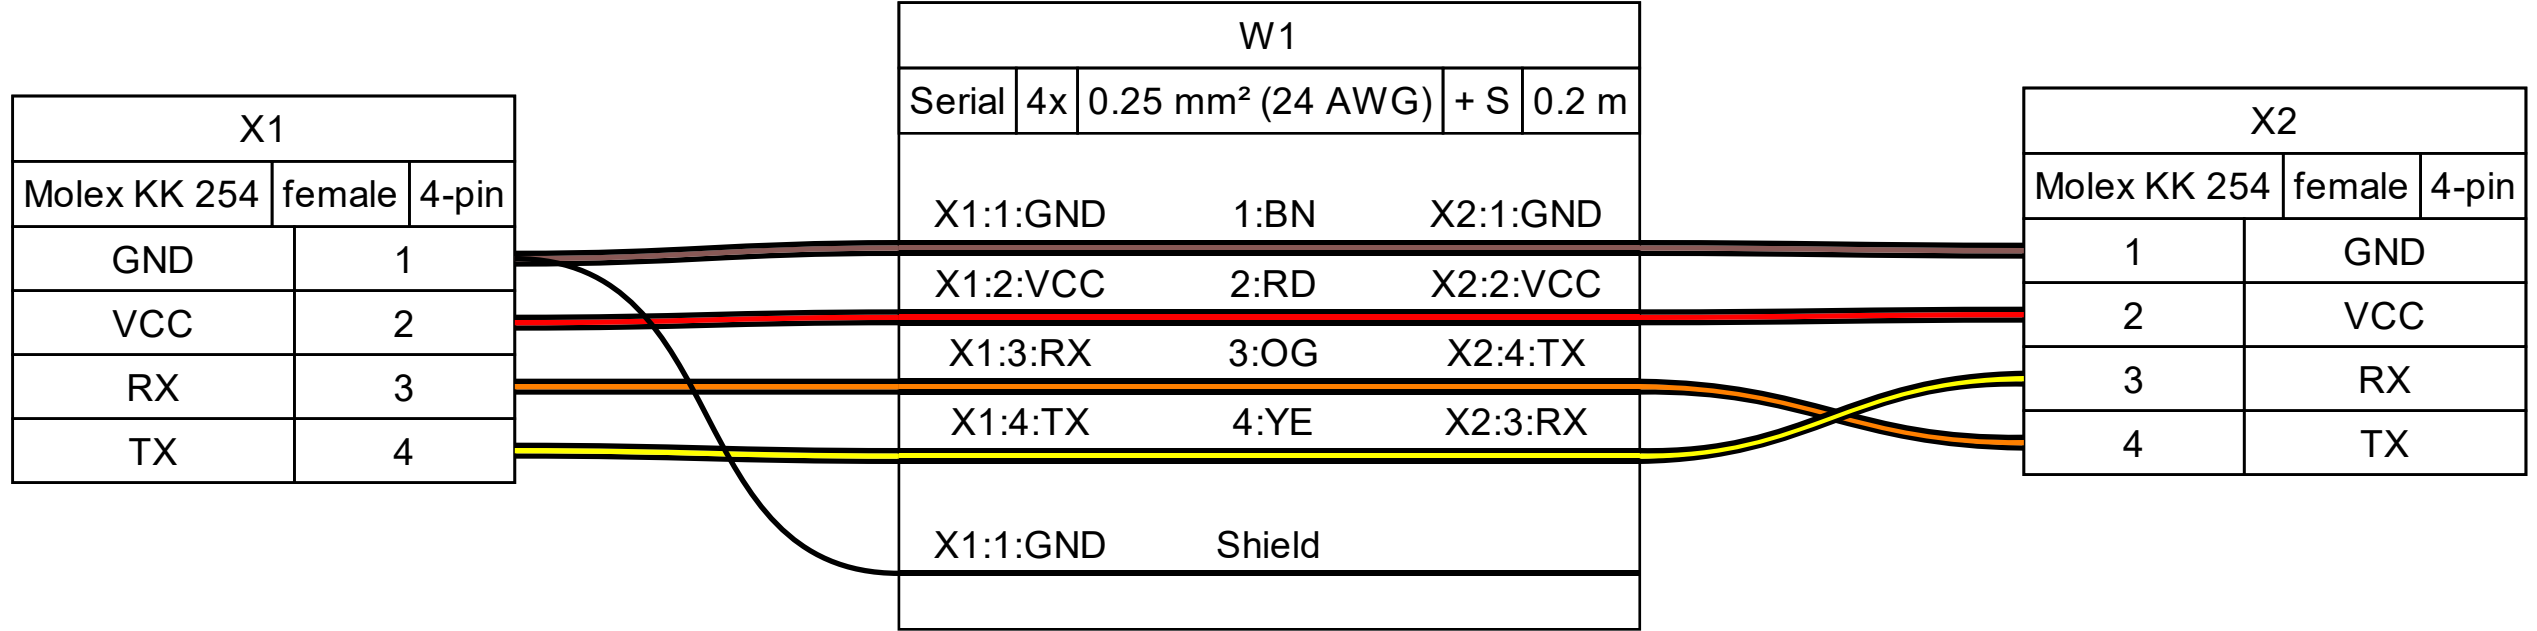 X1
Molex KK 254 female 4-pin
GND 1
VCC 2
RX 3
TX 4
W1
Serial 4x 0.25 mm² (24 AWG) + S 0.2 m
X1:1:GND 1:BN X2:1:GND
X1:2:VCC 2:RD X2:2:VCC
X1:3:RX 3:OG X2:4:TX
X1:4:TX 4:YE X2:3:RX
X1:1:GND Shield
X2
Molex KK 254 female 4-pin
1 GND
2 VCC
3 RX
4 TX